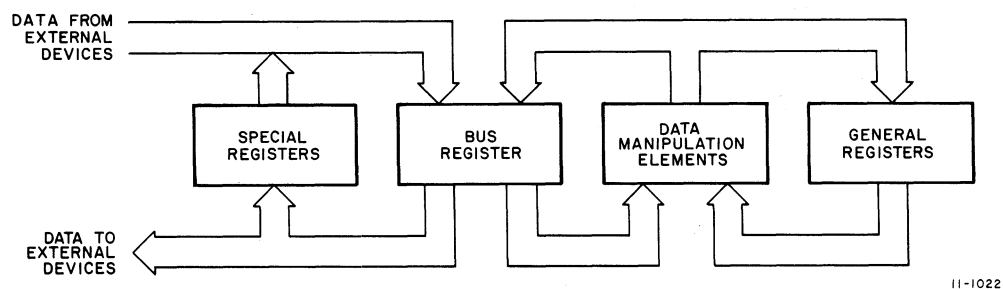 DATA FROM
EXTERNAL
DEVICES
SPECIAL
REGISTERS
BUS
REGISTER
DATA
MANIPULATION
ELEMENTS
GENERAL
REGISTERS
DATA TO
EXTERNAL
DEVICES
11-1022